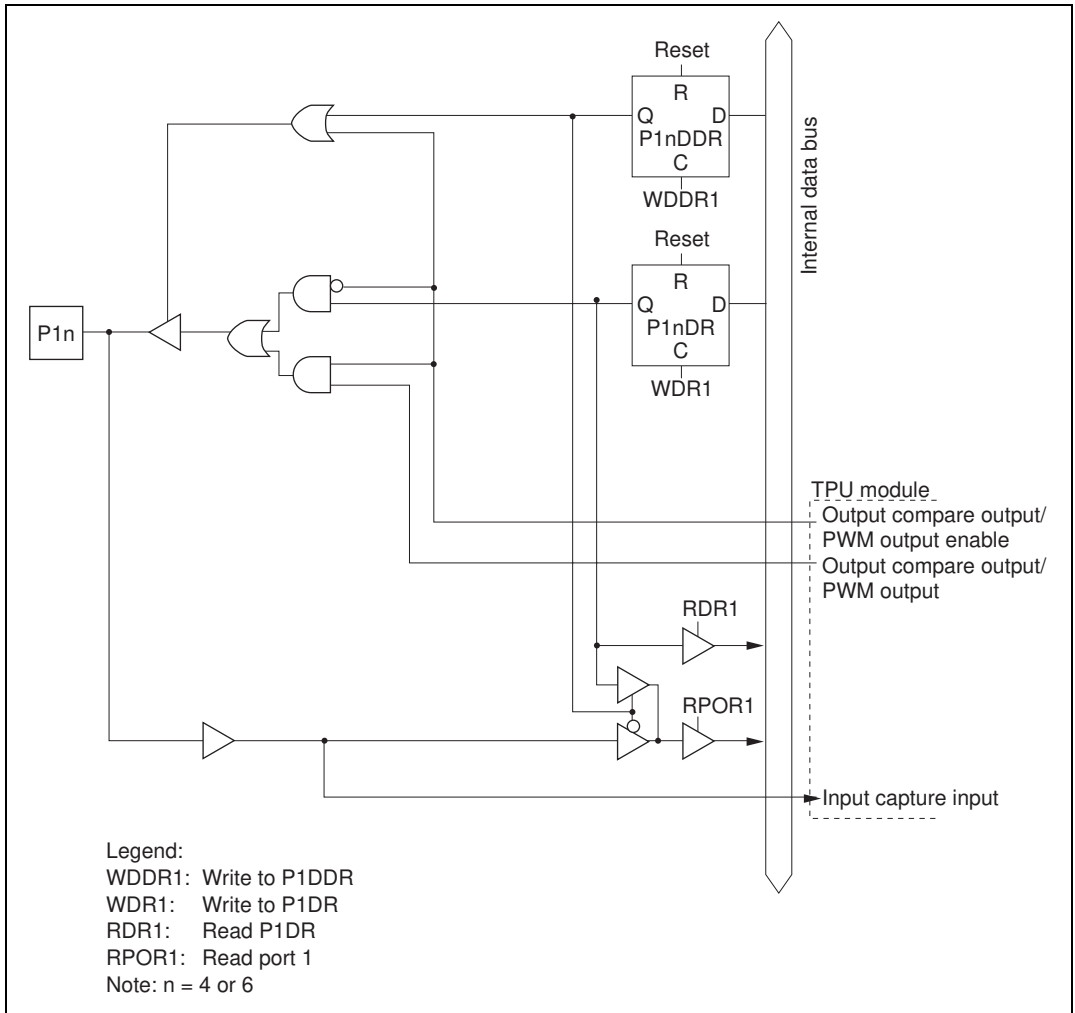 Reset
R
Q D
P1nDDR
C
WDDR1
Internal data bus
Reset
R
Q D
P1nDR
C
WDR1
P1n
TPU module
Output compare output/
PWM output enable
Output compare output/
PWM output
RDR1
RPOR1
Input capture input
Legend:
WDDR1: Write to P1DDR
WDR1: Write to P1DR
RDR1: Read P1DR
RPOR1: Read port 1
Note: n = 4 or 6